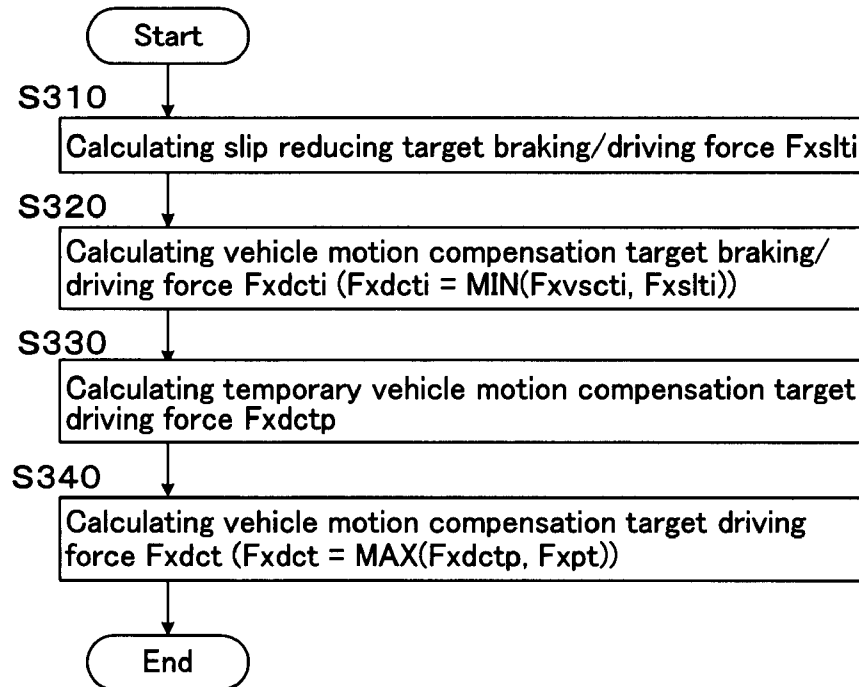 Start
S310
Calculating slip reducing target braking/driving force Fxslti
S320
Calculating vehicle motion compensation target braking/
driving force Fxdcti (Fxdcti = MIN(Fxvscti, Fxslti))
S330
Calculating temporary vehicle motion compensation target
driving force Fxdctp
S340
Calculating vehicle motion compensation target driving
force Fxdct (Fxdct = MAX(Fxdctp, Fxpt))
End